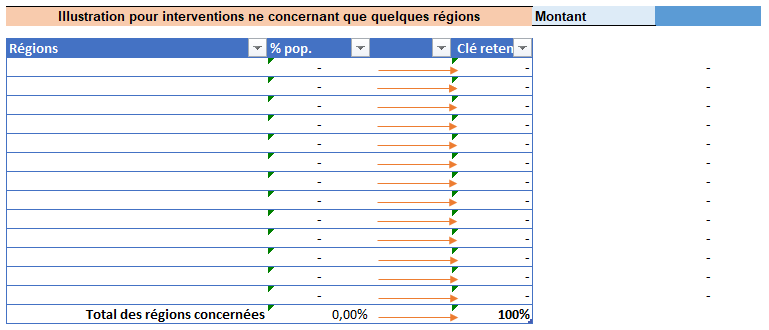 Illustration pour interventions ne concernant que quelques régions Montant
Régions % pop. Clé reten
- - -
- - -
- - -
- - -
- - -
- - -
- - -
- - -
- - -
- - -
- - -
- - -
- - -
Total des régions concernées 0,00% 100%